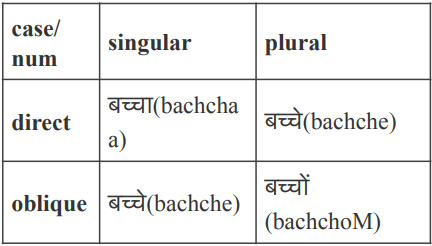 case/
num
singular
plural
direct
बच्चा(bachcha
a)
बच्चे(bachche)
oblique
बच्चे(bachche)
बच्चों
(bachchoM)